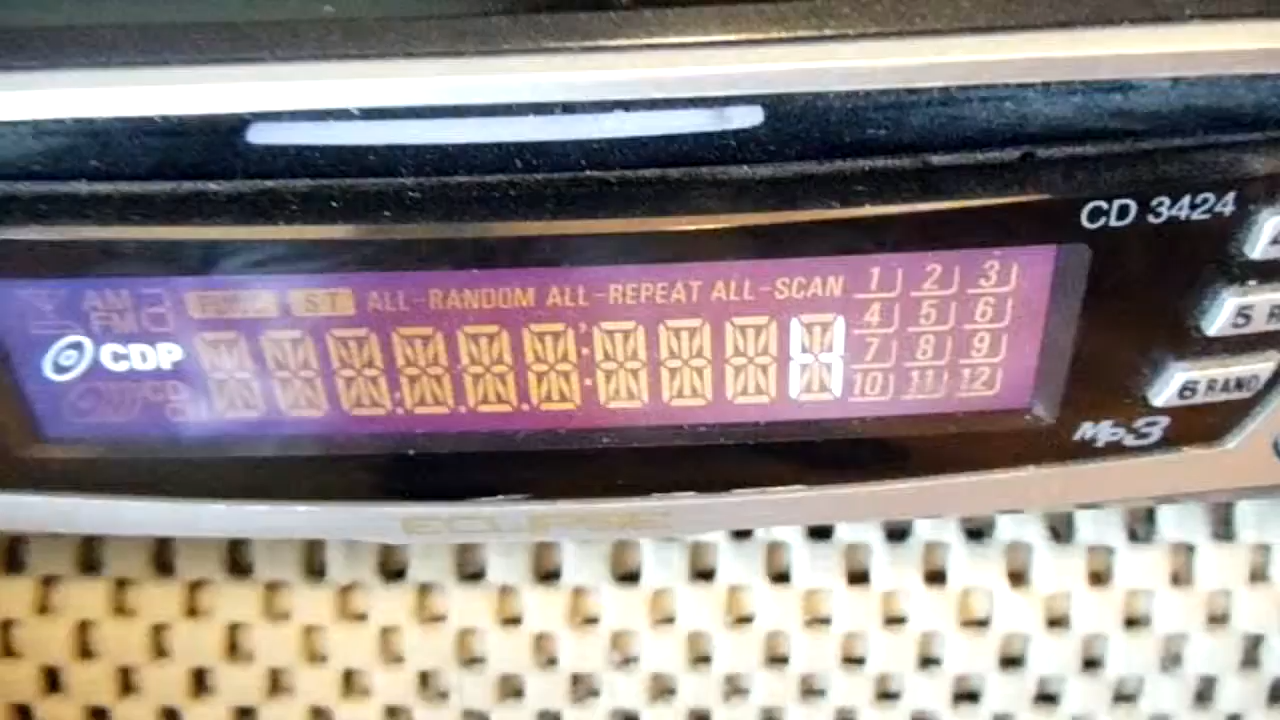 CD 3424
AM
FM
ST
ALL-RANDOM ALL-REPEAT ALL-SCAN
1 2 3
4 5 6
7 8 9
10 11 12
CDP
CD
5 R
6 RAND
MP3
ECLIPSE